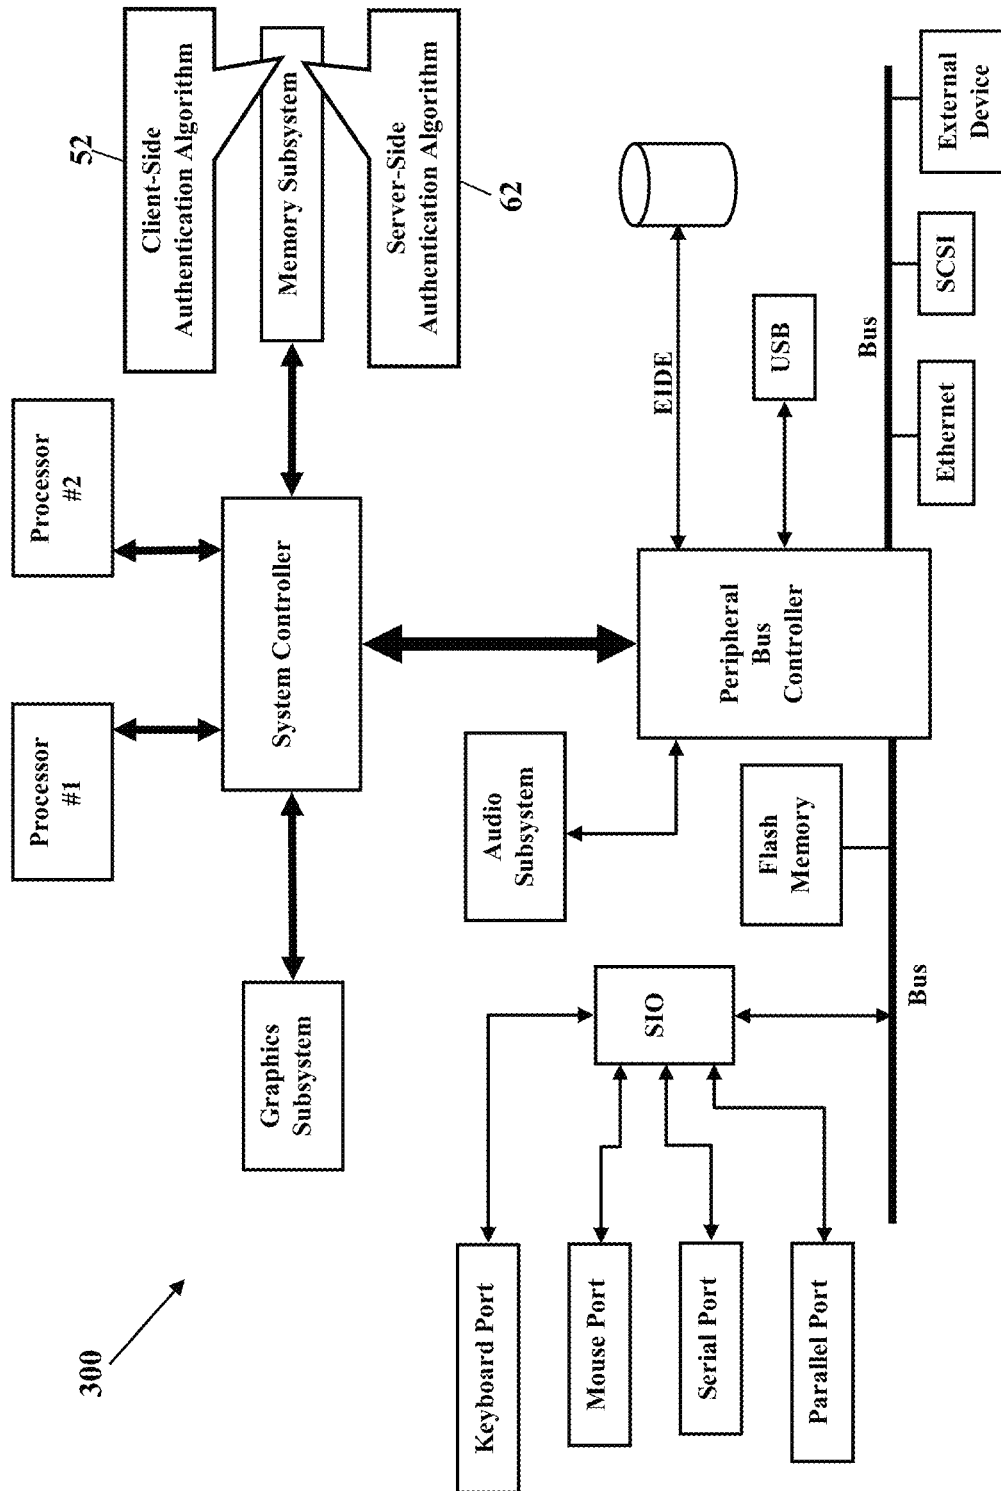 300
Processor
#1
Processor
#2
52
Client-Side
Authentication Algorithm
Graphics
Subsystem
System Controller
Memory Subsystem
Server-Side
Authentication Algorithm
62
Keyboard Port
Audio
Subsystem
Mouse Port
SIO
EIDE
Serial Port
Flash
Memory
Peripheral
Bus
Controller
USB
Parallel Port
Bus
Bus
Ethernet
SCSI
External
Device